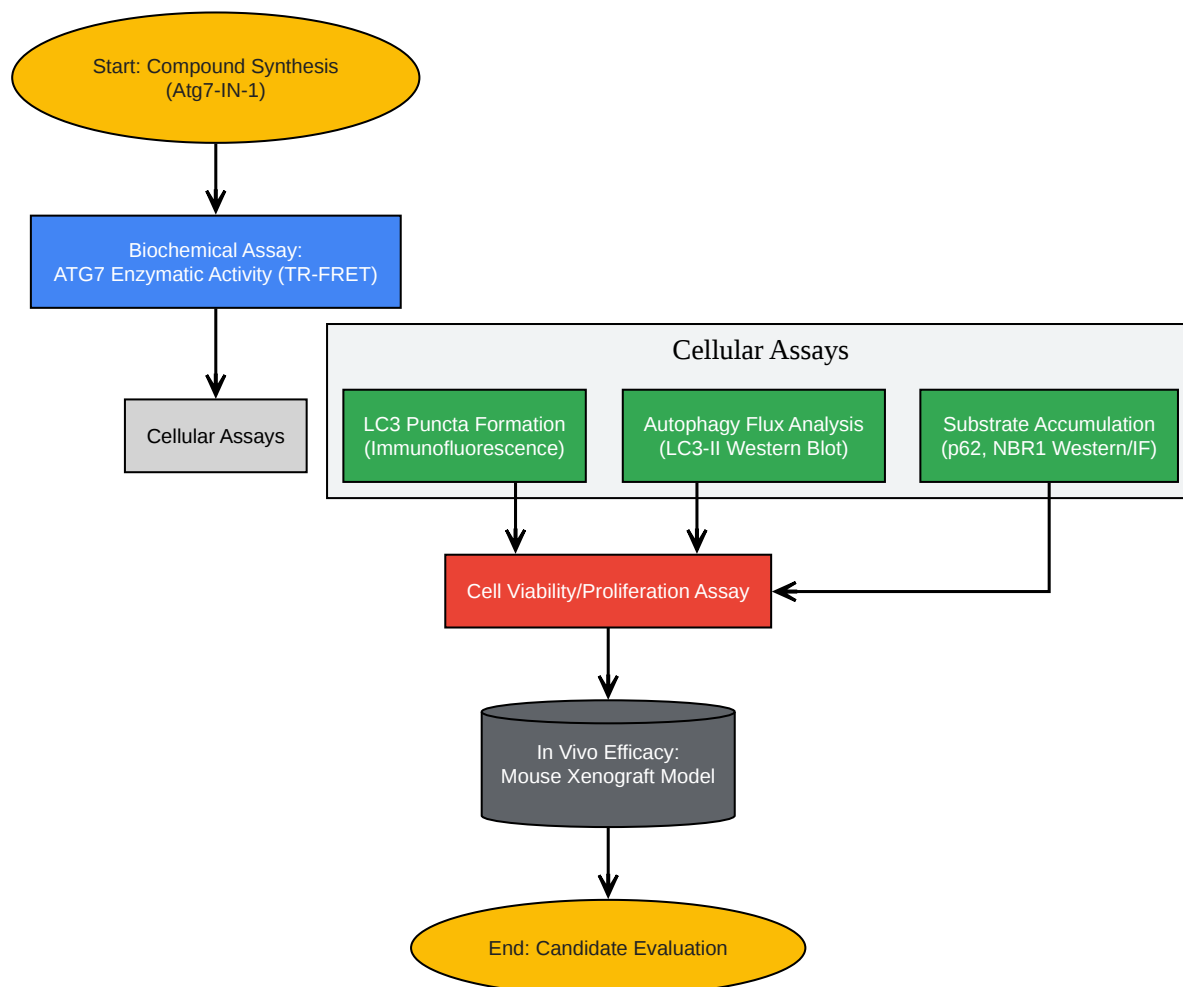 Start: Compound Synthesis
(Atg7-IN-1)
Biochemical Assay:
ATG7 Enzymatic Activity (TR-FRET)
Cellular Assays
Cellular Assays
LC3 Puncta Formation
(Immunofluorescence)
Autophagy Flux Analysis
(LC3-II Western Blot)
Substrate Accumulation
(p62, NBR1 Western/IF)
Cell Viability/Proliferation Assay
In Vivo Efficacy:
Mouse Xenograft Model
End: Candidate Evaluation